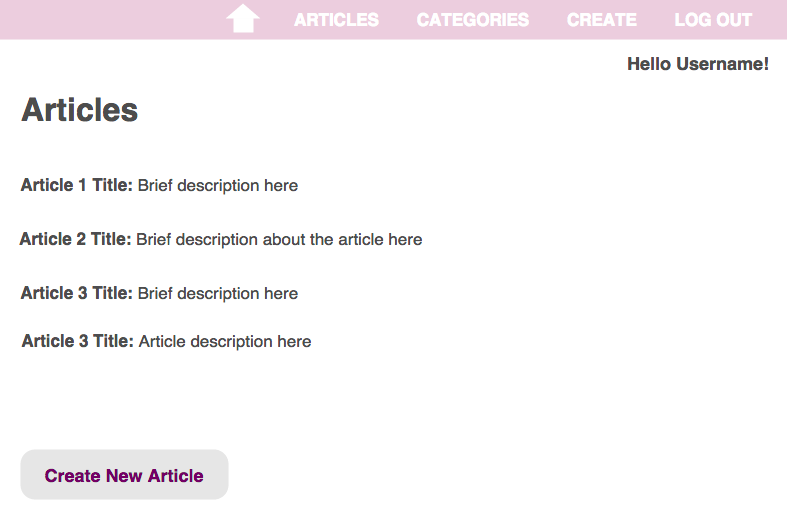 ARTICLES CATEGORIES CREATE LOG OUT
Hello Username!
Articles
Article 1 Title: Brief description here
Article 2 Title: Brief description about the article here
Article 3 Title: Brief description here
Article 3 Title: Article description here
Create New Article